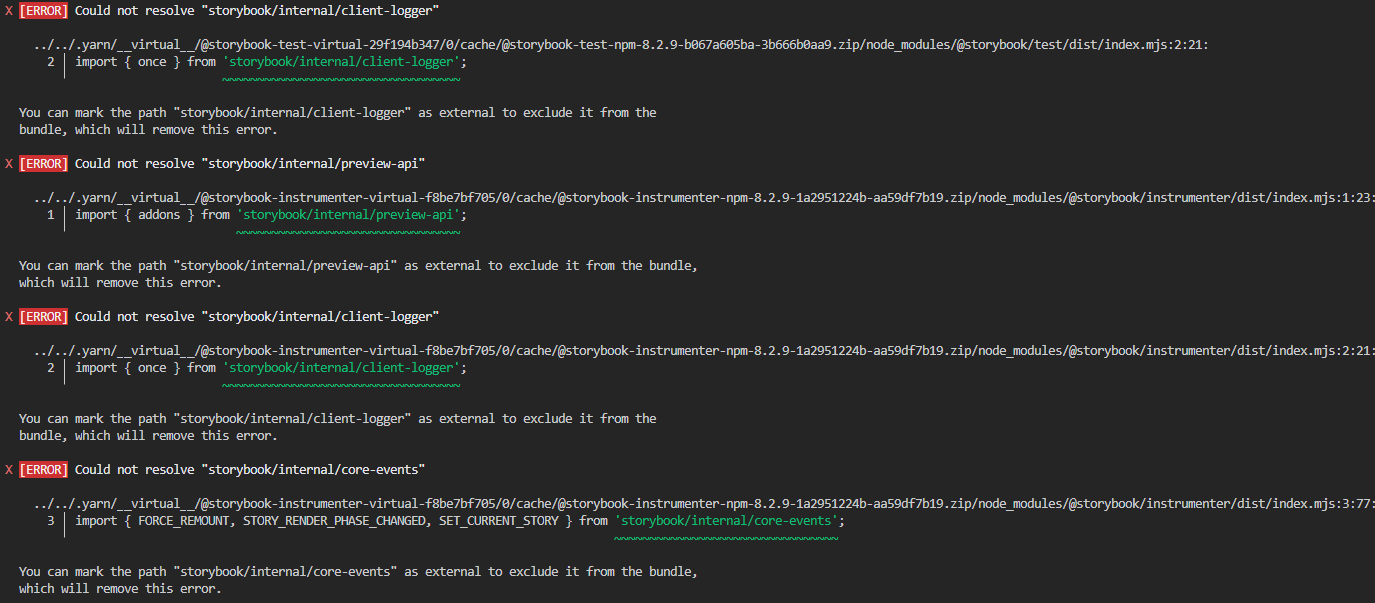 X [ERROR] Could not resolve "storybook/internal/client-logger"
../../.yarn/__virtual__/@storybook-test-virtual-29f194b347/0/cache/@storybook-test-npm-8.2.9-b067a605ba-3b666b0aa9.zip/node_modules/@storybook/test/dist/index.mjs:2:21:
2 │ import { once } from 'storybook/internal/client-logger';
~~~~~~~~~~~~~~~~~~~~~~~~~~~~~~~~~~
You can mark the path "storybook/internal/client-logger" as external to exclude it from the
bundle, which will remove this error.
X [ERROR] Could not resolve "storybook/internal/preview-api"
../../.yarn/__virtual__/@storybook-instrumenter-virtual-f8be7bf705/0/cache/@storybook-instrumenter-npm-8.2.9-1a2951224b-aa59df7b19.zip/node_modules/@storybook/instrumenter/dist/index.mjs:1:23:
1 │ import { addons } from 'storybook/internal/preview-api';
~~~~~~~~~~~~~~~~~~~~~~~~~~~~~~~~
You can mark the path "storybook/internal/preview-api" as external to exclude it from the bundle,
which will remove this error.
X [ERROR] Could not resolve "storybook/internal/client-logger"
../../.yarn/__virtual__/@storybook-instrumenter-virtual-f8be7bf705/0/cache/@storybook-instrumenter-npm-8.2.9-1a2951224b-aa59df7b19.zip/node_modules/@storybook/instrumenter/dist/index.mjs:2:21:
2 │ import { once } from 'storybook/internal/client-logger';
~~~~~~~~~~~~~~~~~~~~~~~~~~~~~~~~~~
You can mark the path "storybook/internal/client-logger" as external to exclude it from the
bundle, which will remove this error.
X [ERROR] Could not resolve "storybook/internal/core-events"
../../.yarn/__virtual__/@storybook-instrumenter-virtual-f8be7bf705/0/cache/@storybook-instrumenter-npm-8.2.9-1a2951224b-aa59df7b19.zip/node_modules/@storybook/instrumenter/dist/index.mjs:3:77:
3 │ import { FORCE_REMOUNT, STORY_RENDER_PHASE_CHANGED, SET_CURRENT_STORY } from 'storybook/internal/core-events';
~~~~~~~~~~~~~~~~~~~~~~~~~~~~~~~~
You can mark the path "storybook/internal/core-events" as external to exclude it from the bundle,
which will remove this error.